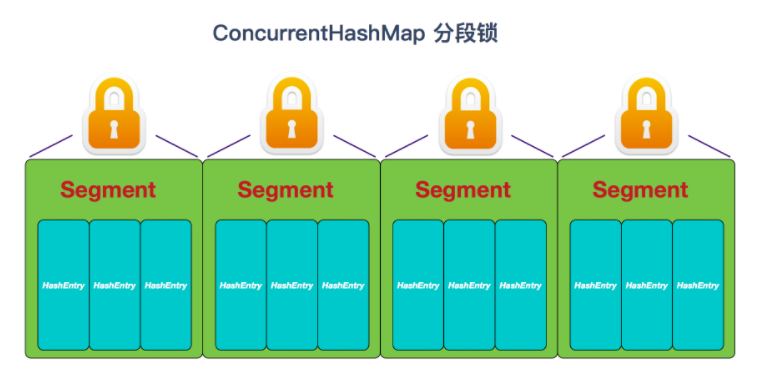 ConcurrentHashMap 分段锁
Segment Segment Segment Segment
HashEntry HashEntry HashEntry HashEntry HashEntry HashEntry HashEntry HashEntry HashEntry HashEntry HashEntry HashEntry